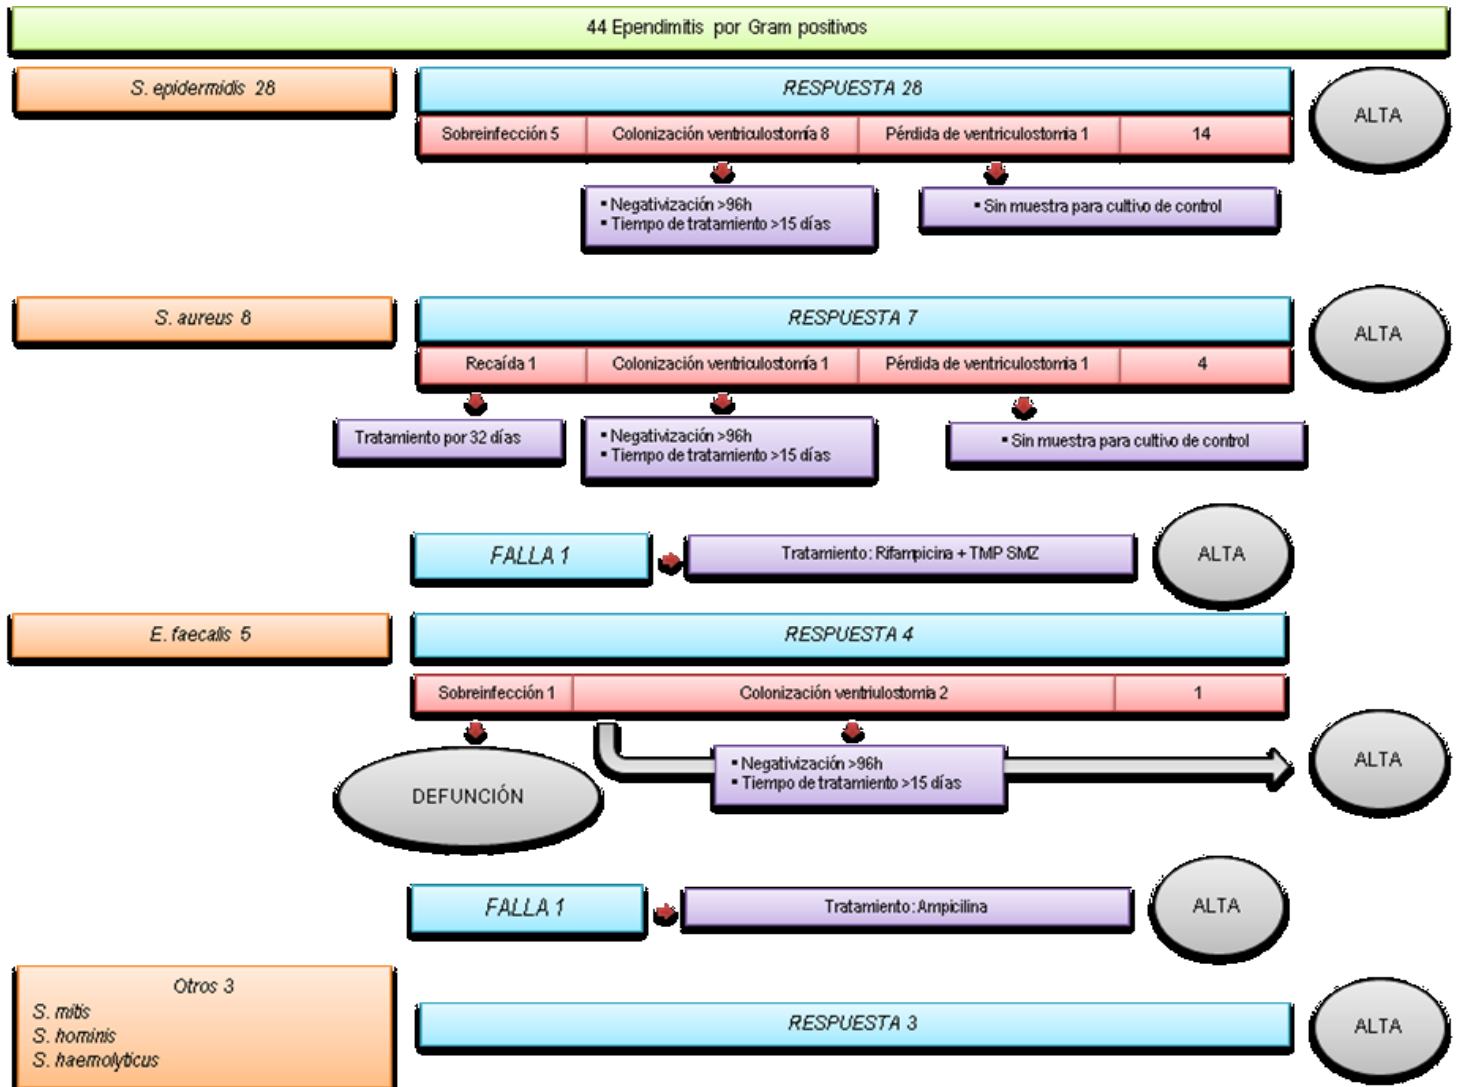 44 Ependimitis por Gram positivos
S. epidermidis 28
RESPUESTA 28
ALTA
Sobreinfección 5
Colonización ventriculostomía 8
Pérdida de ventriculostomia 1
14
▪ Negativización >96h
▪ Tiempo de tratamiento >15 días
▪ Sin muestra para cultivo de control
S. aureus 8
RESPUESTA 7
ALTA
Recaída 1
Colonización ventriculostomía 1
Pérdida de ventriculostomia 1
4
Tratamiento por 32 días
▪ Negativización >96h
▪ Tiempo de tratamiento >15 días
▪ Sin muestra para cultivo de control
FALLA 1
Tratamiento: Rifampicina + TMP SMZ
ALTA
E. faecalis 5
RESPUESTA 4
Sobreinfección 1
Colonización ventriulostomia 2
1
DEFUNCIÓN
▪ Negativización >96h
▪ Tiempo de tratamiento >15 días
ALTA
FALLA 1
Tratamiento: Ampicilina
ALTA
Otros 3
S. mitis
S. hominis
S. haemolyticus
RESPUESTA 3
ALTA